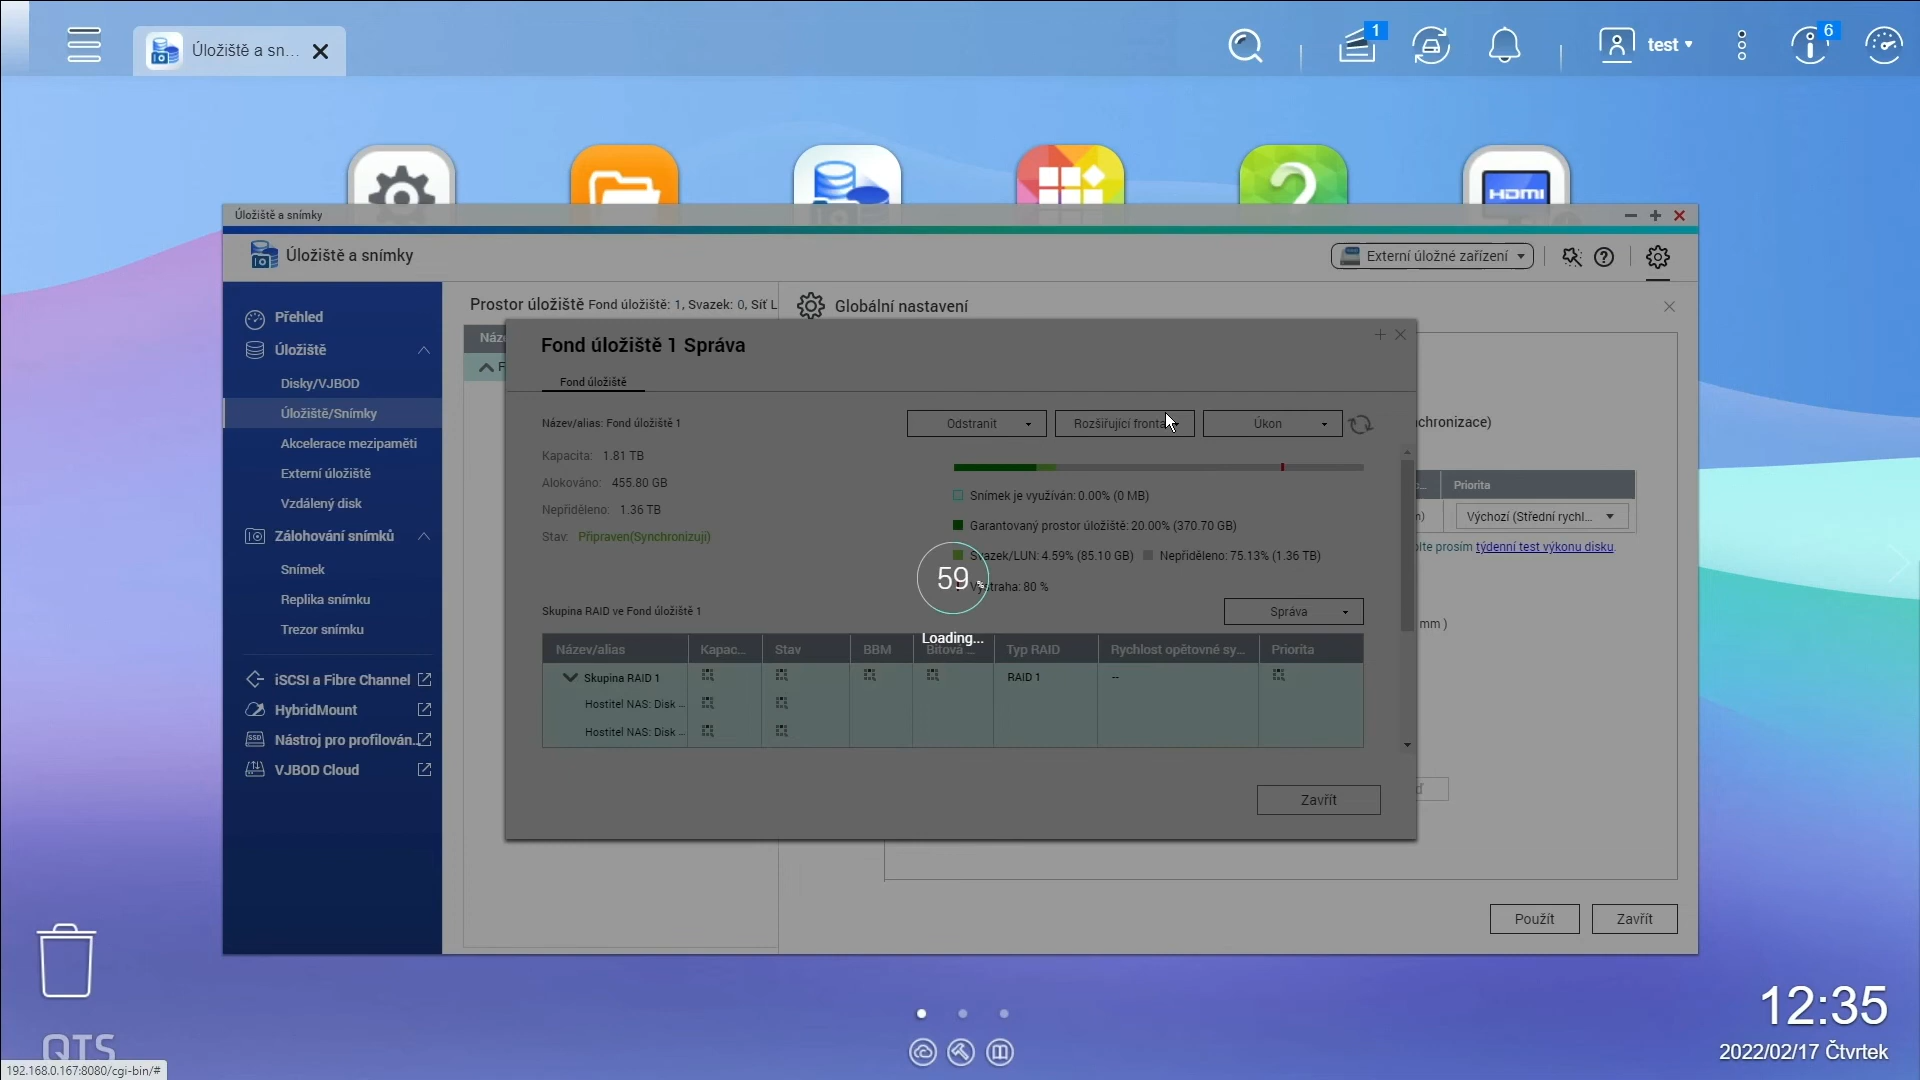 Úložiště a sn...
1
test
6
HDMI
Úložiště a snímky
Úložiště a snímky
Externí úložné zařízení
Přehled
Úložiště
Disky/VJBOD
Úložiště/Snímky
Akcelerace mezipaměti
Externí úložiště
Vzdálený disk
Zálohování snímků
Snímek
Replika snímku
Trezor snímku
iSCSI a Fibre Channel
HybridMount
Nástroj pro profilován...
VJBOD Cloud
Prostor úložiště Fond úložiště: 1, Svazek: 0, Síť L
Globální nastavení
Fond úložiště 1 Správa
Fond úložiště
Název/alias: Fond úložiště 1
Odstranit
Rozšiřující fronta
Úkon
Kapacita: 1.81 TB
Alokováno: 455.80 GB
Nepřiděleno: 1.36 TB
Stav: Připraven(Synchronizuji)
Snímek je využíván: 0.00% (0 MB)
Garantovaný prostor úložiště: 20.00% (370.70 GB)
Svazek/LUN: 4.59% (85.10 GB)
Nepřiděleno: 75.13% (1.36 TB)
Výstraha: 80 %
59 %
Loading...
Skupina RAID ve Fond úložiště 1
Správa
Název/alias
Kapac...
Stav
BBM
Bitová ...
Typ RAID
Rychlost opětovné sy...
Priorita
Skupina RAID 1
RAID 1
--
Hostitel NAS: Disk ...
Hostitel NAS: Disk ...
Zavřít
chronizace)
Priorita
Výchozí (Střední rychl...
lte prosím týdenní test výkonu disku.
mm )
Použít
Zavřít
QTS
192.168.0.167:8080/cgi-bin/#
12:35
2022/02/17 Čtvrtek